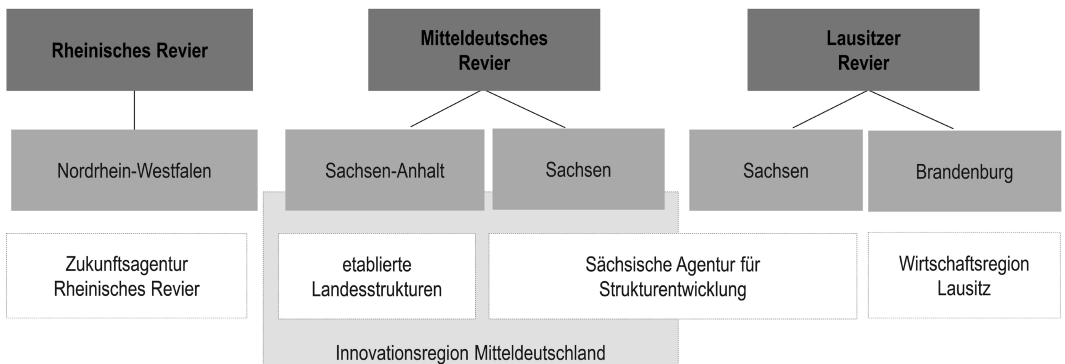 Rheinisches Revier
Mitteldeutsches
Revier
Lausitzer
Revier
Nordrhein-Westfalen
Sachsen-Anhalt
Sachsen
Sachsen
Brandenburg
Zukunftsagentur
Rheinisches Revier
etablierte
Landesstrukturen
Sächsische Agentur für
Strukturentwicklung
Wirtschaftsregion
Lausitz
Innovationsregion Mitteldeutschland